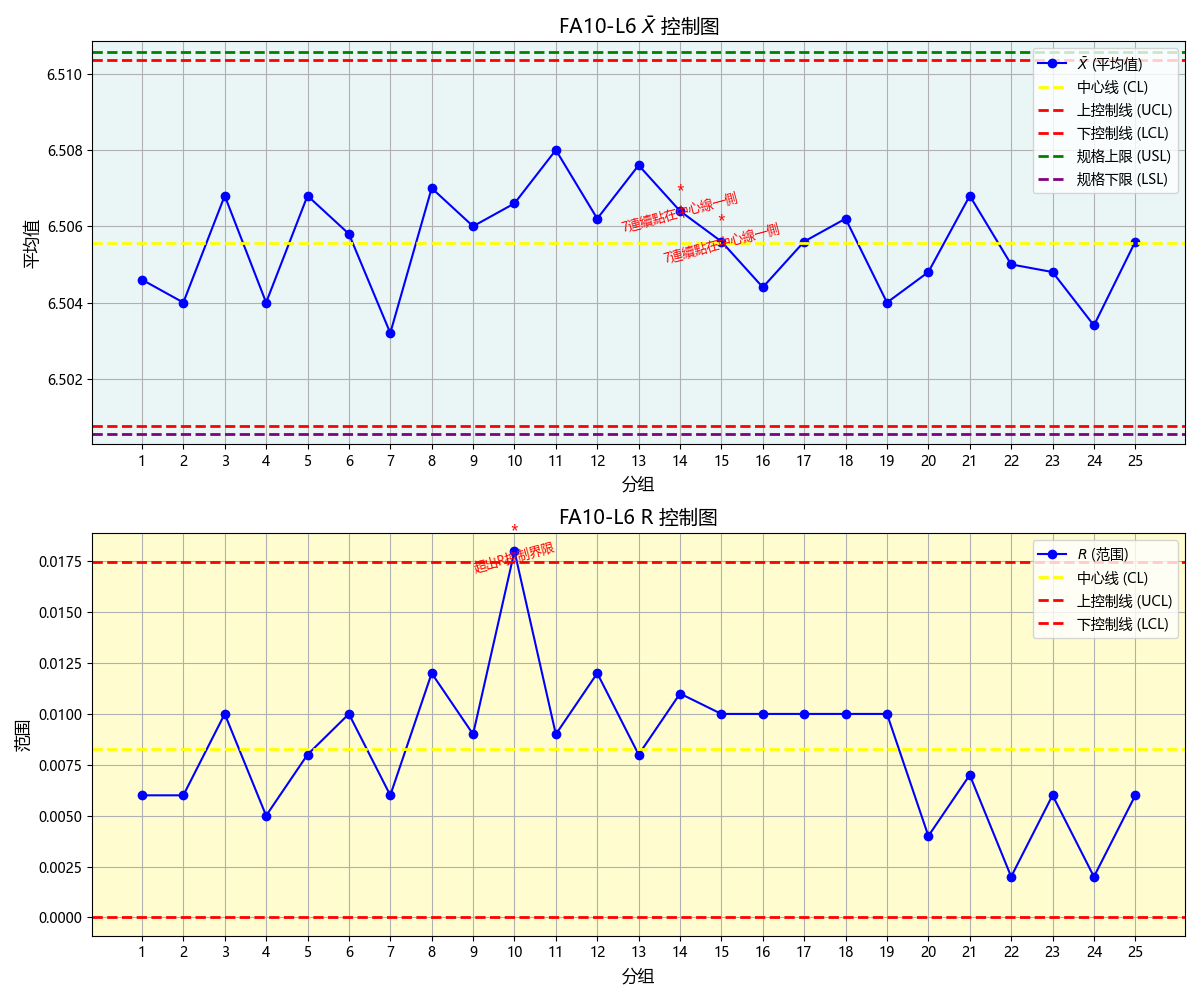 FA10-L6 X̄ 控制图
平均值
6.510
6.508
6.506
6.504
6.502
X̄ (平均值)
中心线 (CL)
上控制线 (UCL)
下控制线 (LCL)
规格上限 (USL)
规格下限 (LSL)
*
7連續點在中心線一側
*
7連續點在中心線一側
1 2 3 4 5 6 7 8 9 10 11 12 13 14 15 16 17 18 19 20 21 22 23 24 25
分组
FA10-L6 R 控制图
范围
0.0175
0.0150
0.0125
0.0100
0.0075
0.0050
0.0025
0.0000
R (范围)
中心线 (CL)
上控制线 (UCL)
下控制线 (LCL)
*
超出R控制界限
1 2 3 4 5 6 7 8 9 10 11 12 13 14 15 16 17 18 19 20 21 22 23 24 25
分组